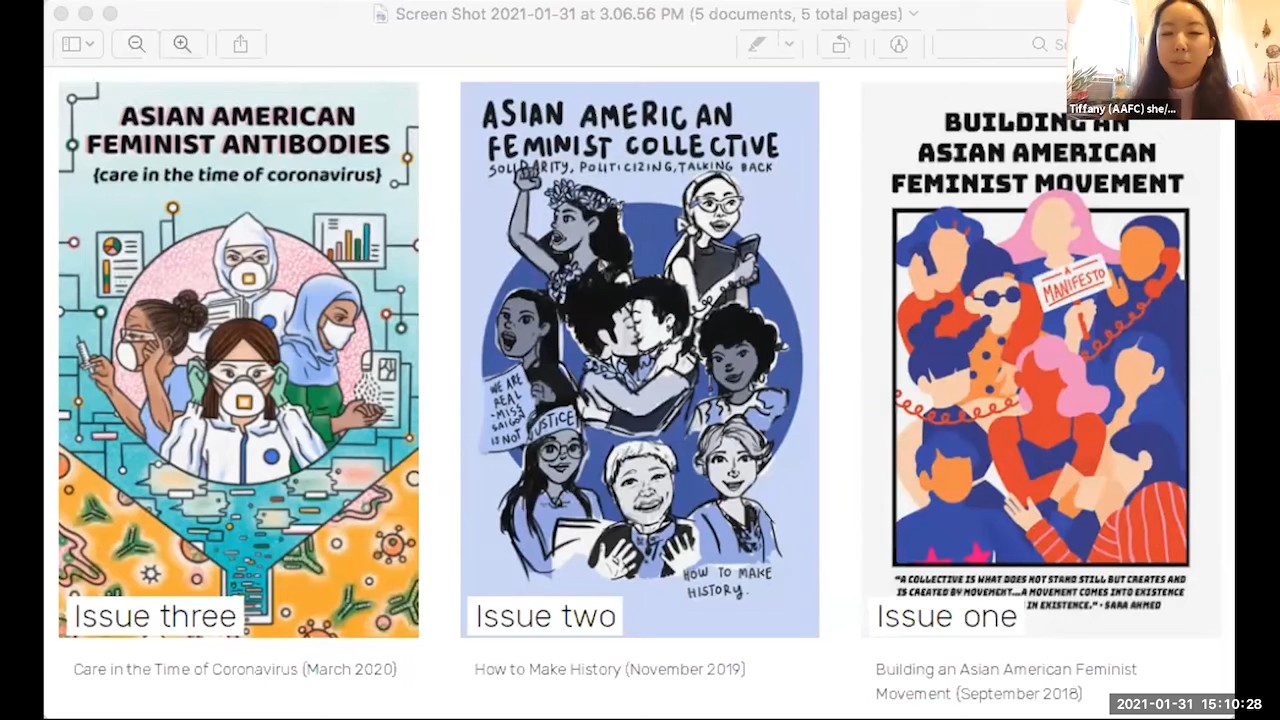 Screen Shot 2021-01-31 at 3.06.56 PM (5 documents, 5 total pages)
Tiffany (AAFC) she/...
ASIAN AMERICAN
FEMINIST ANTIBODIES
{care in the time of coronavirus}
Issue three
Care in the Time of Coronavirus (March 2020)
ASIAN AMERICAN
FEMINIST COLLECTIVE
SOLIDARITY, POLITICIZING, TALKING BACK
WE ARE
REAL
-MISS
SAIGON
IS NOT
JUSTICE
HOW TO MAKE
HISTORY.
Issue two
How to Make History (November 2019)
BUILDING AN
ASIAN AMERICAN
FEMINIST MOVEMENT
A
MANIFESTO
"A COLLECTIVE IS WHAT DOES NOT STAND STILL BUT CREATES AND
IS CREATED BY MOVEMENT...A MOVEMENT COMES INTO EXISTENCE
IN EXISTENCE." - SARA AHMED
Issue one
Building an Asian American Feminist
Movement (September 2018)
2021-01-31 15:10:28